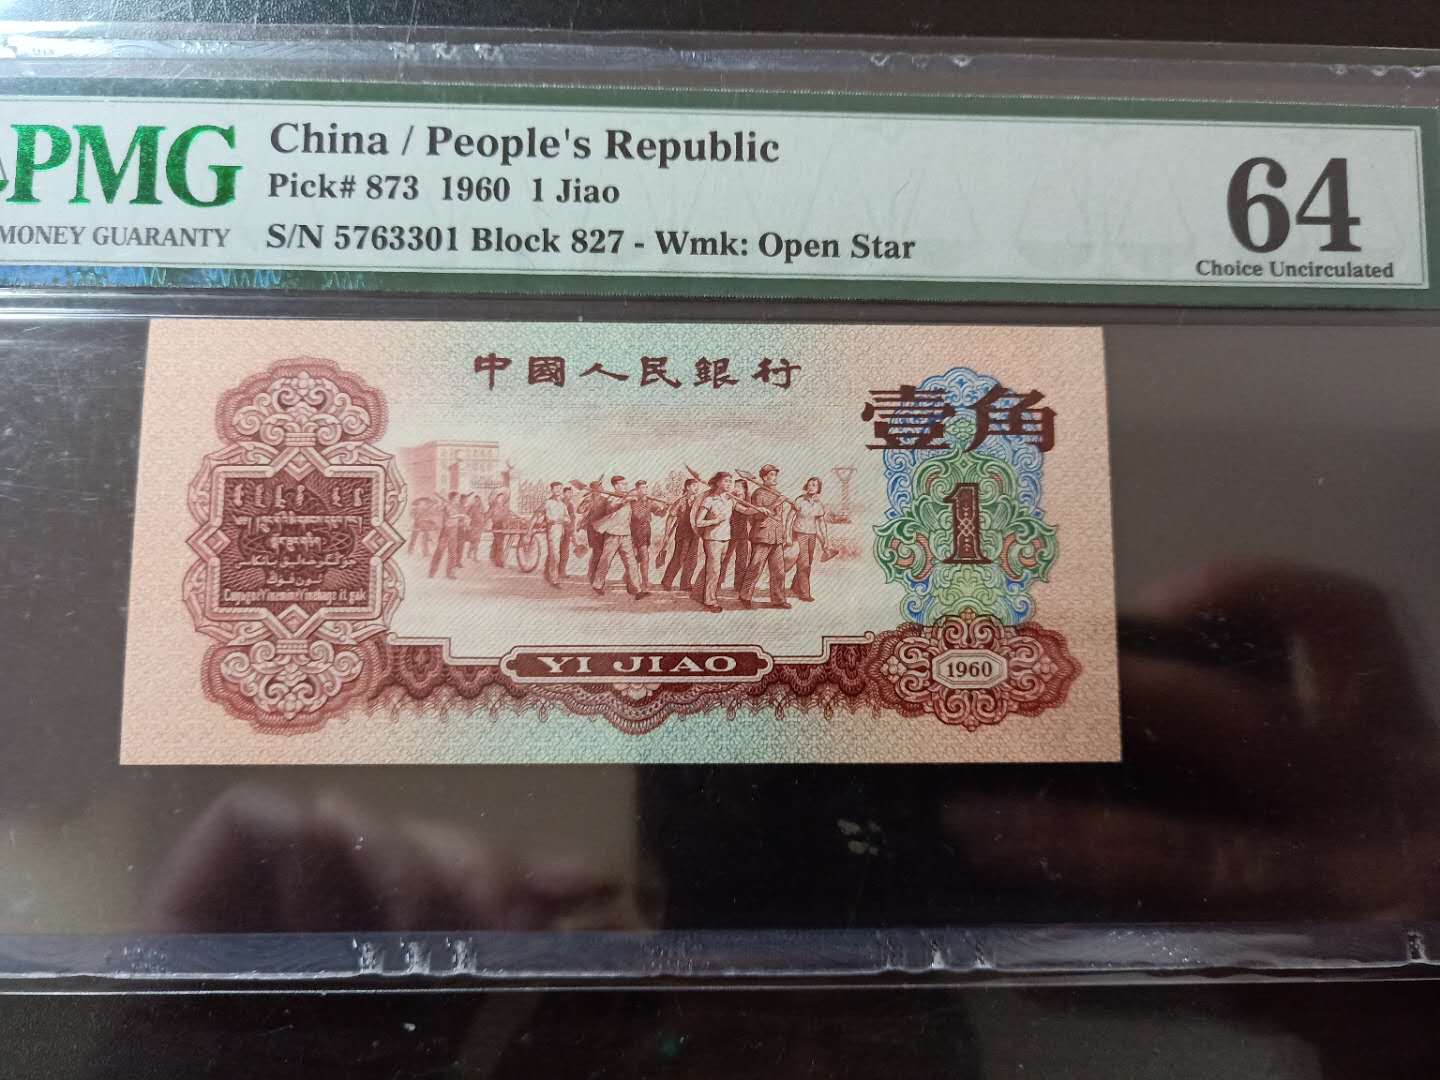 PMG
MONEY GUARANTY
China / People's Republic
Pick# 873 1960 1 Jiao
S/N 5763301 Block 827 - Wmk: Open Star
64
Choice Uncirculated
中國人民銀行
壹角
1
YI JIAO
1960